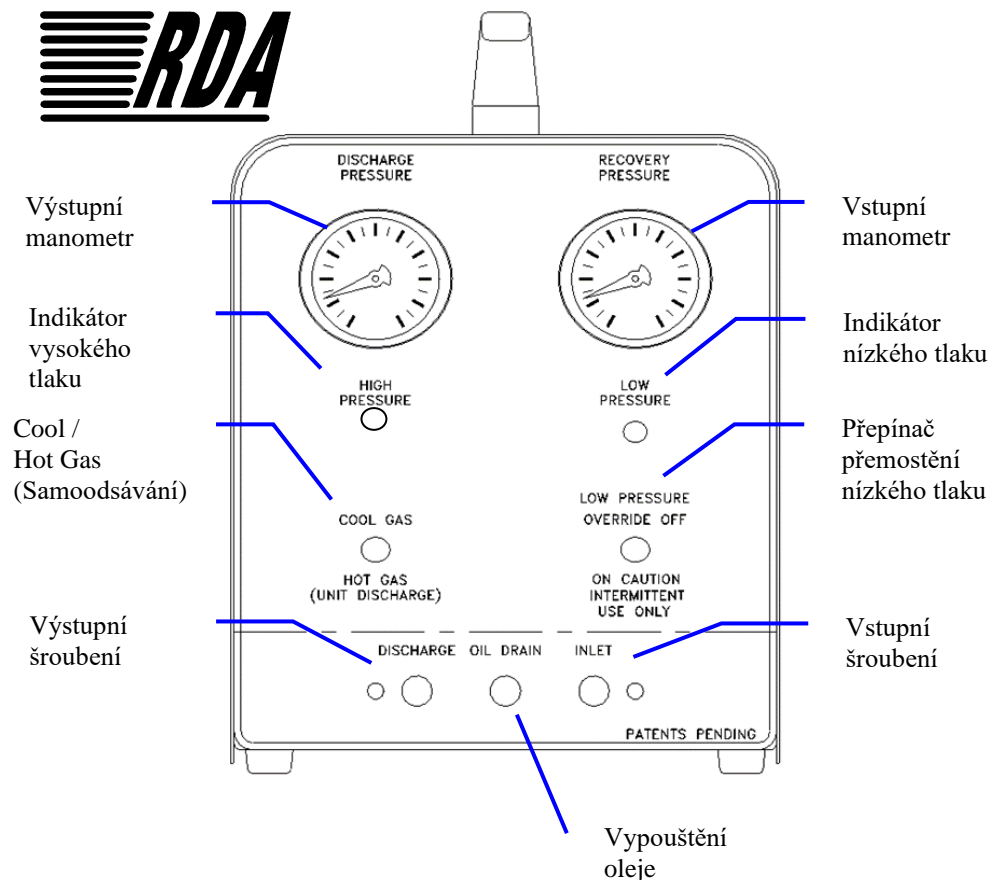 RDA
DISCHARGE
PRESSURE
RECOVERY
PRESSURE
Výstupní
manometr
Vstupní
manometr
Indikátor
vysokého
tlaku
Indikátor
nízkého tlaku
HIGH
PRESSURE
LOW
PRESSURE
Cool /
Hot Gas
(Samoodsávání)
Přepínač
přemostění
nízkého tlaku
COOL GAS
LOW PRESSURE
OVERRIDE OFF
HOT GAS
(UNIT DISCHARGE)
ON CAUTION
INTERMITTENT
USE ONLY
Výstupní
šroubení
Vstupní
šroubení
DISCHARGE OIL DRAIN INLET
PATENTS PENDING
Vypouštění
oleje